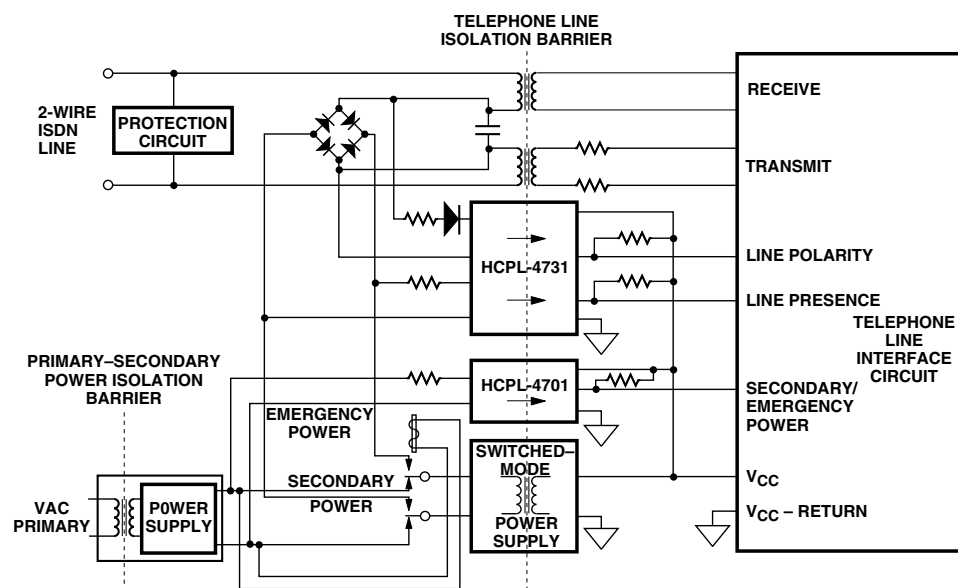 TELEPHONE LINE
ISOLATION BARRIER
2-WIRE
ISDN
LINE
PROTECTION
CIRCUIT
RECEIVE
TRANSMIT
HCPL-4731
LINE POLARITY
LINE PRESENCE
TELEPHONE
LINE
INTERFACE
CIRCUIT
PRIMARY–SECONDARY
POWER ISOLATION
BARRIER
HCPL-4701
SECONDARY/
EMERGENCY
POWER
EMERGENCY
POWER
SECONDARY
POWER
SWITCHED–
MODE
POWER
SUPPLY
VAC
PRIMARY
P0WER
SUPPLY
VCC
VCC – RETURN